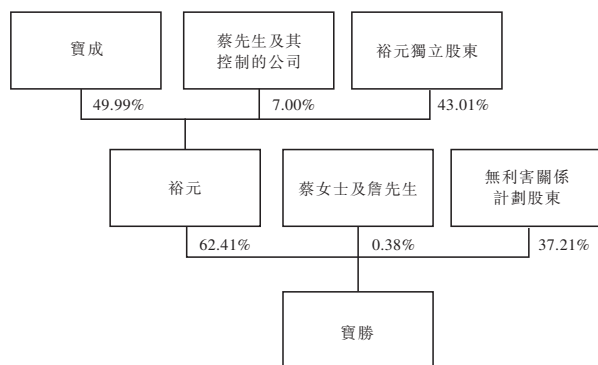 寶成
蔡先生及其
控制的公司
裕元獨立股東
49.99%
7.00%
43.01%
裕元
蔡女士及詹先生
無利害關係
計劃股東
62.41%
0.38%
37.21%
寶勝